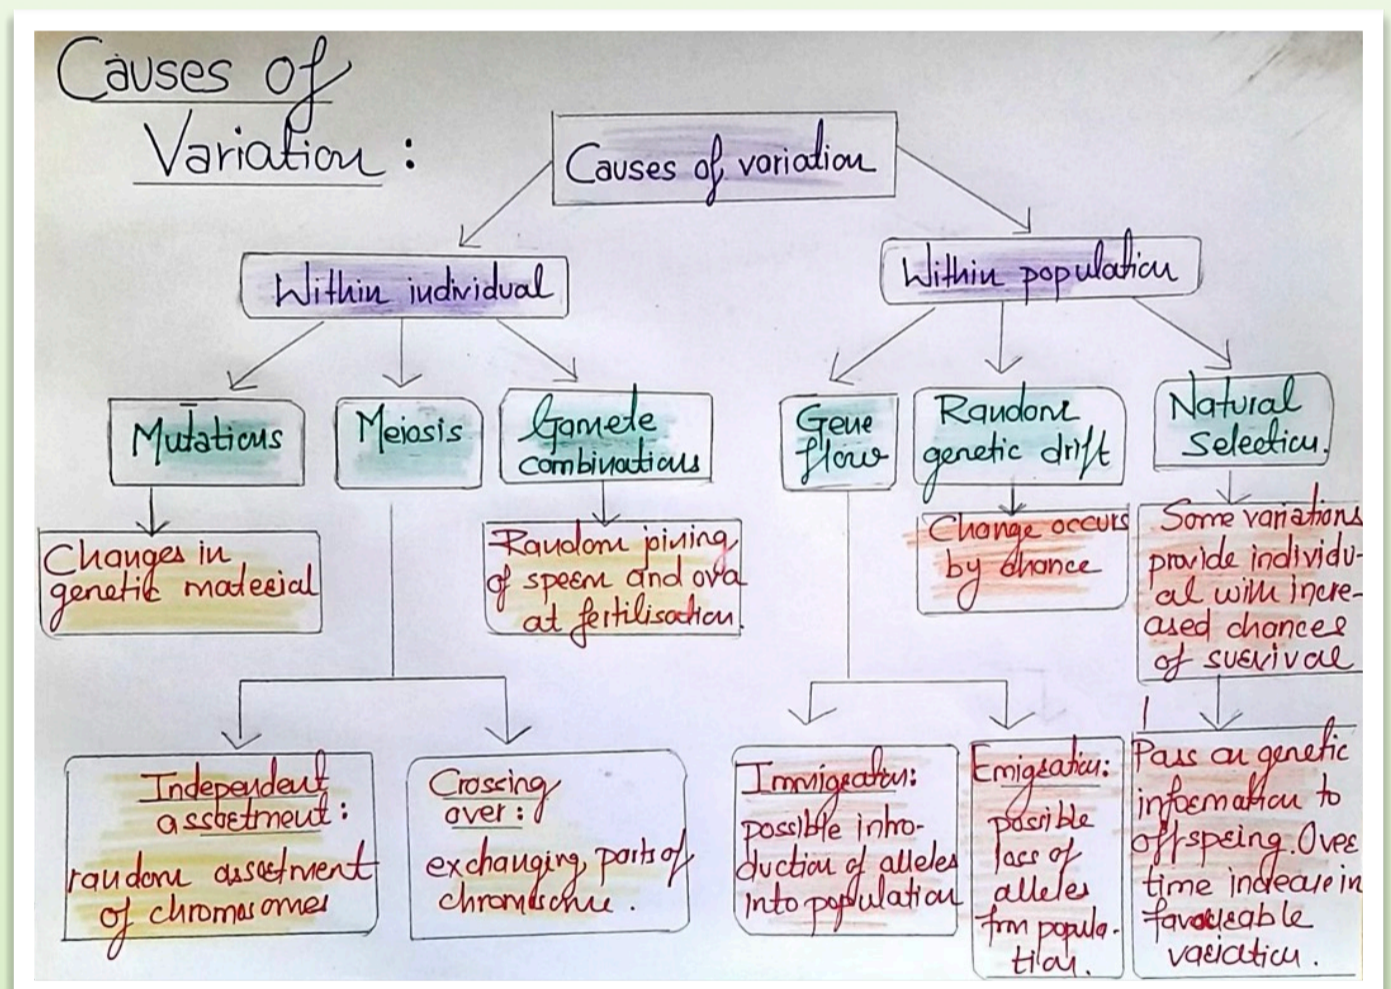 Causes of
Variation :
Causes of variation
Within individual
Within population
Mutations
Meiosis
Gamete
combinations
Gene
flow
Random
genetic drift
Natural
Selection.
Changes in
genetic material
Random joining
of sperm and ova
at fertilisation.
Change occurs
by chance
Some variations
provide individu-
al with incre-
ased chances
of survival
Independent
assortment :
random assortment
of chromosomes
Crossing
over :
exchanging parts of
chromosome .
Immigration:
possible intro-
duction of alleles
into population
Emigration:
possible
loss of
alleles
from popula-
tion.
Pass on genetic
information to
offspring. Over
time increase in
favourable
variation .